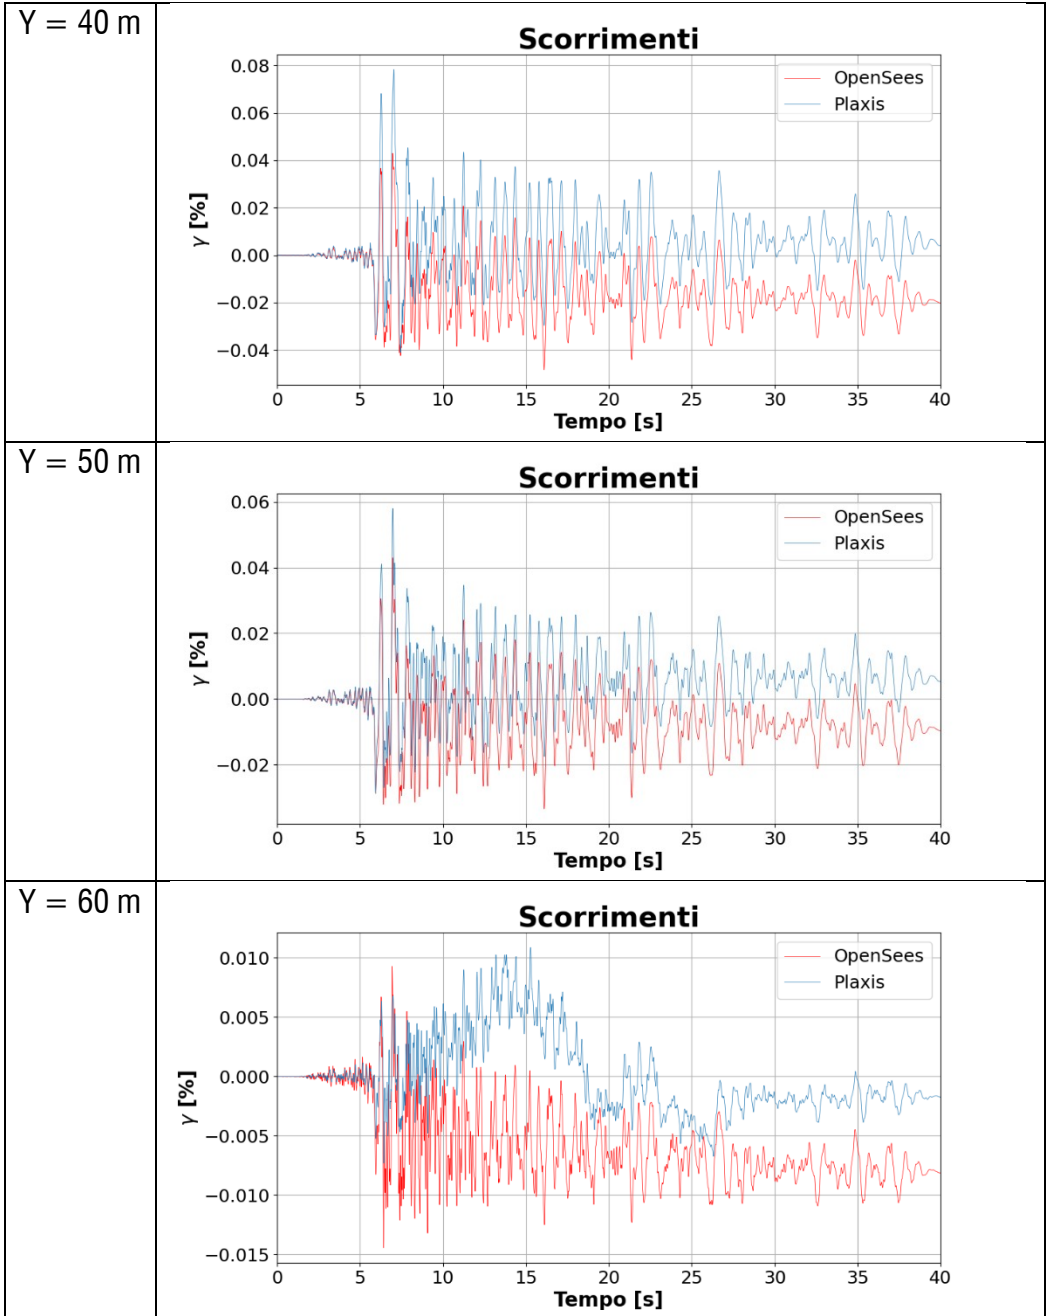 Y = 40 m
Scorrimenti
OpenSees
Plaxis
0.08
0.06
0.04
0.02
0.00
−0.02
−0.04
γ [%]
0 5 10 15 20 25 30 35 40
Tempo [s]
Y = 50 m
Scorrimenti
OpenSees
Plaxis
0.06
0.04
0.02
0.00
−0.02
γ [%]
0 5 10 15 20 25 30 35 40
Tempo [s]
Y = 60 m
Scorrimenti
OpenSees
Plaxis
0.010
0.005
0.000
−0.005
−0.010
−0.015
γ [%]
0 5 10 15 20 25 30 35 40
Tempo [s]